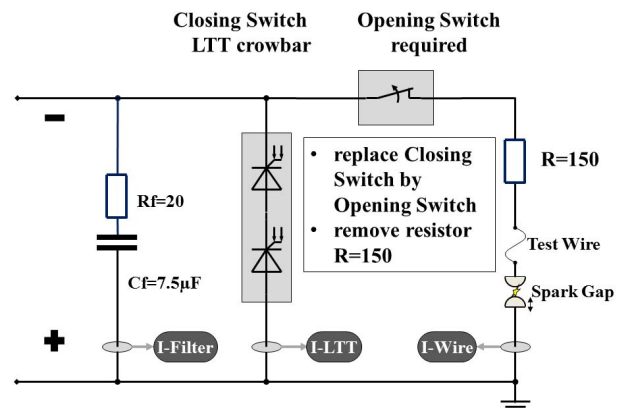 Closing Switch
LTT crowbar
Opening Switch
required
-
• replace Closing
Switch by
Opening Switch
• remove resistor
R=150
R=150
Rf=20
Test Wire
Cf=7.5µF
Spark Gap
+
I-Filter
I-LTT
I-Wire